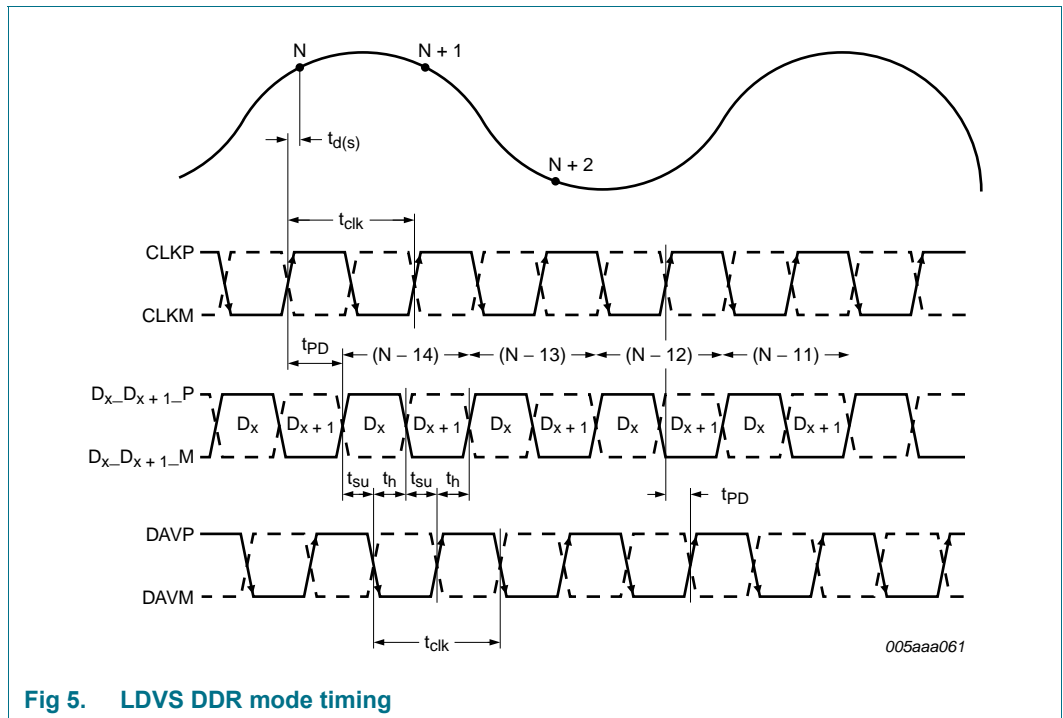 N N + 1
t_d(s)
N + 2
t_clk
CLKP
CLKM
t_PD (N − 14) (N − 13) (N − 12) (N − 11)
D_x_D_x + 1_P
D_x D_x + 1 D_x D_x + 1 D_x D_x + 1 D_x D_x + 1 D_x D_x + 1
D_x_D_x + 1_M
t_su t_h t_su t_h t_PD
DAVP
DAVM
t_clk
005aaa061
Fig 5. LDVS DDR mode timing